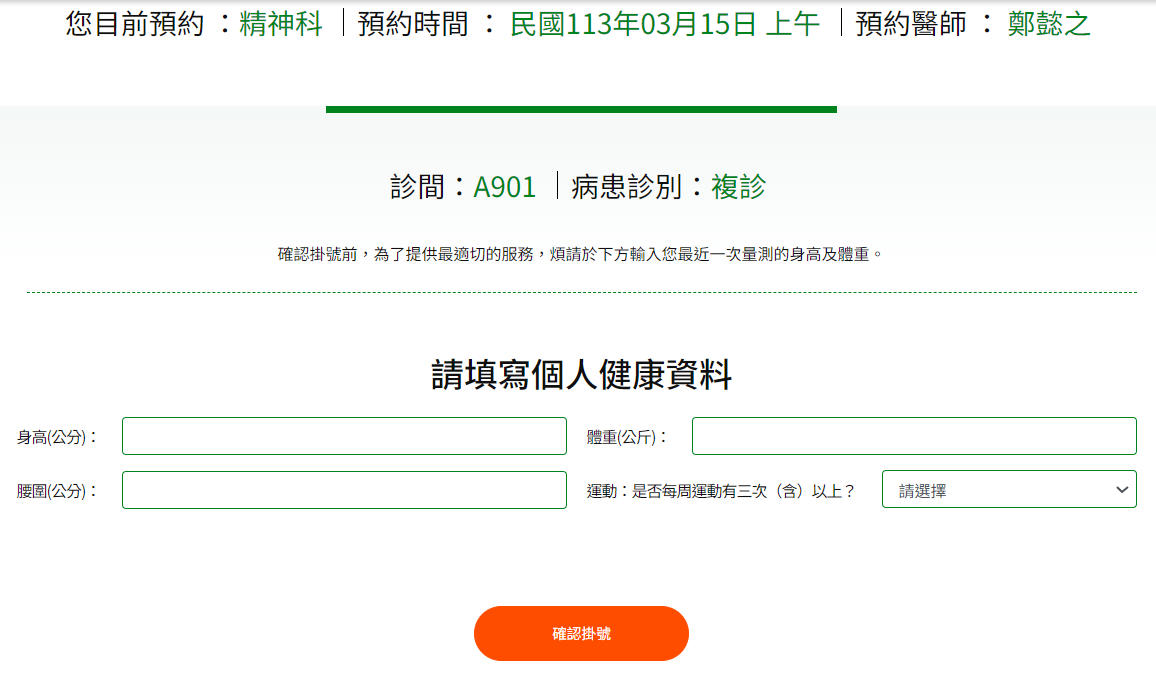 您目前預約 ：精神科 ｜預約時間 ： 民國113年03月15日 上午 ｜預約醫師 ： 鄭懿之
診間：A901 ｜病患診別：複診
確認掛號前，為了提供最適切的服務，煩請於下方輸入您最近一次量測的身高及體重。
請填寫個人健康資料
身高(公分)： 體重(公斤)：
腰圍(公分)： 運動：是否每周運動有三次（含）以上？ 請選擇
確認掛號